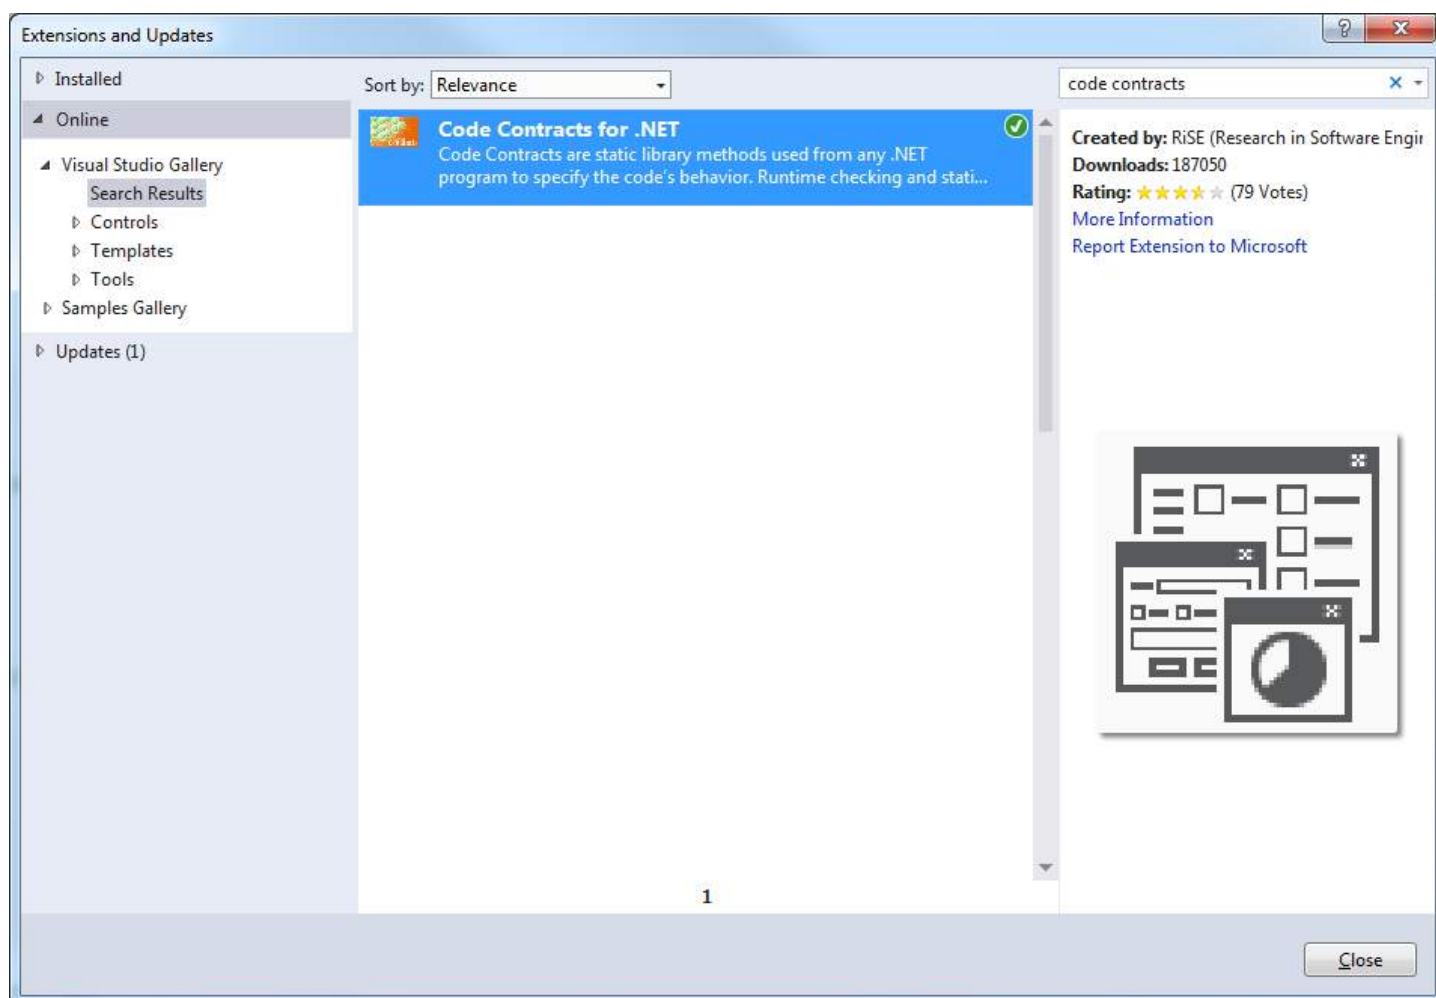 Extensions and Updates
Installed
Online
Visual Studio Gallery
Search Results
Controls
Templates
Tools
Samples Gallery
Updates (1)
Sort by: Relevance
Code Contracts for .NET
Code Contracts are static library methods used from any .NET
program to specify the code's behavior. Runtime checking and stati...
1
code contracts
Created by: RiSE (Research in Software Engir
Downloads: 187050
Rating: (79 Votes)
More Information
Report Extension to Microsoft
Close